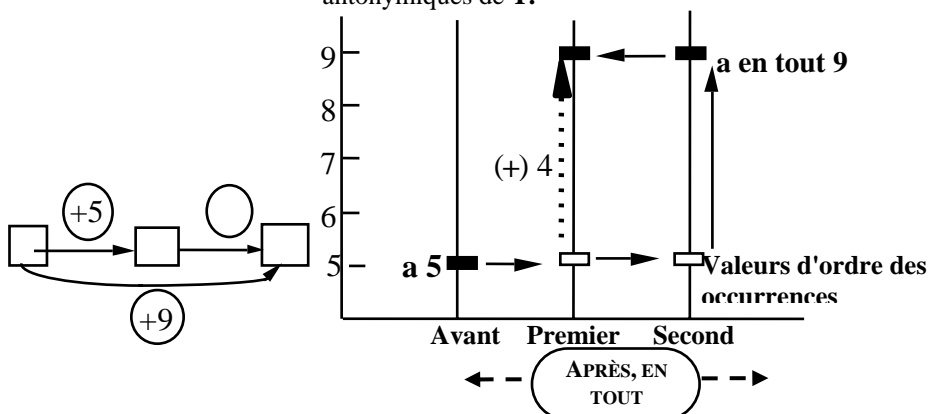 antonymiques de 1.
9
a en tout 9
8
7
(+) 4
6
+5
5
a 5
Valeurs d'ordre des
occurrences
+9
Avant Premier Second
APRÈS, EN
TOUT